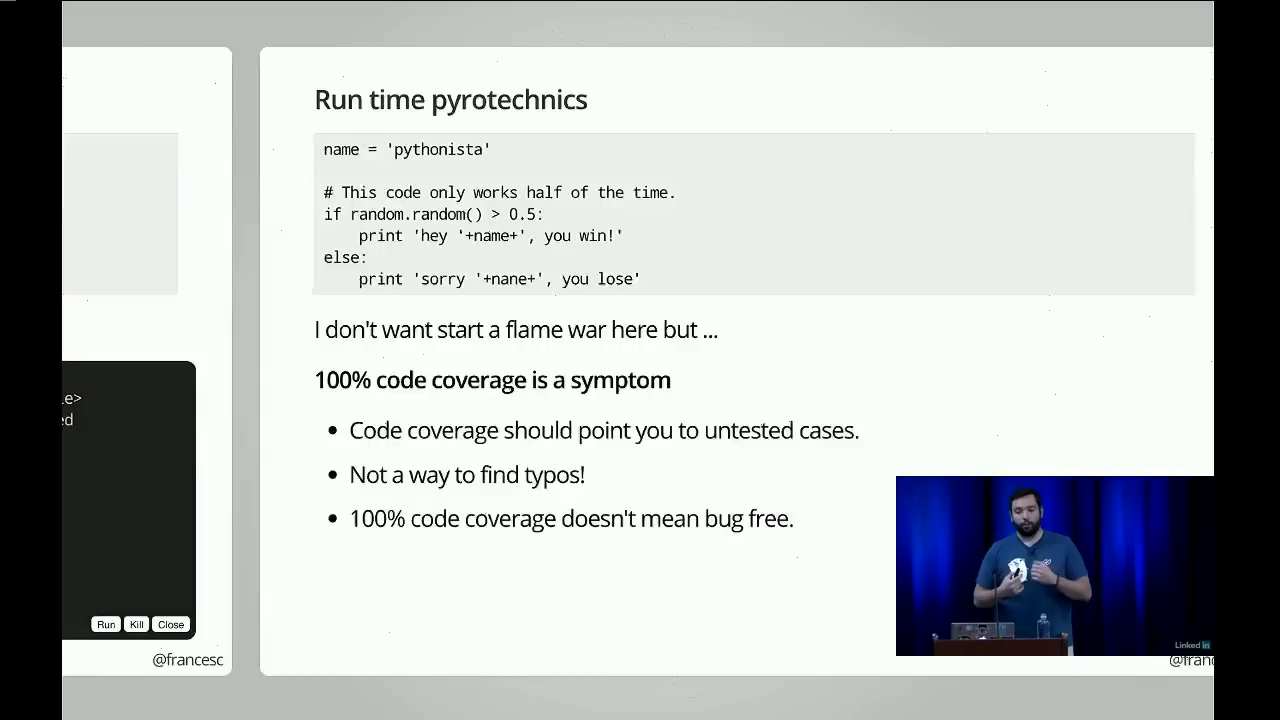 Run time pyrotechnics
name = 'pythonista'
# This code only works half of the time.
if random.random() > 0.5:
    print 'hey '+name+', you win!'
else:
    print 'sorry '+nane+', you lose'
I don't want start a flame war here but ...
100% code coverage is a symptom
• Code coverage should point you to untested cases.
• Not a way to find typos!
• 100% code coverage doesn't mean bug free.
le>
ed
Run Kill Close
@francesc
Linked in
@franc